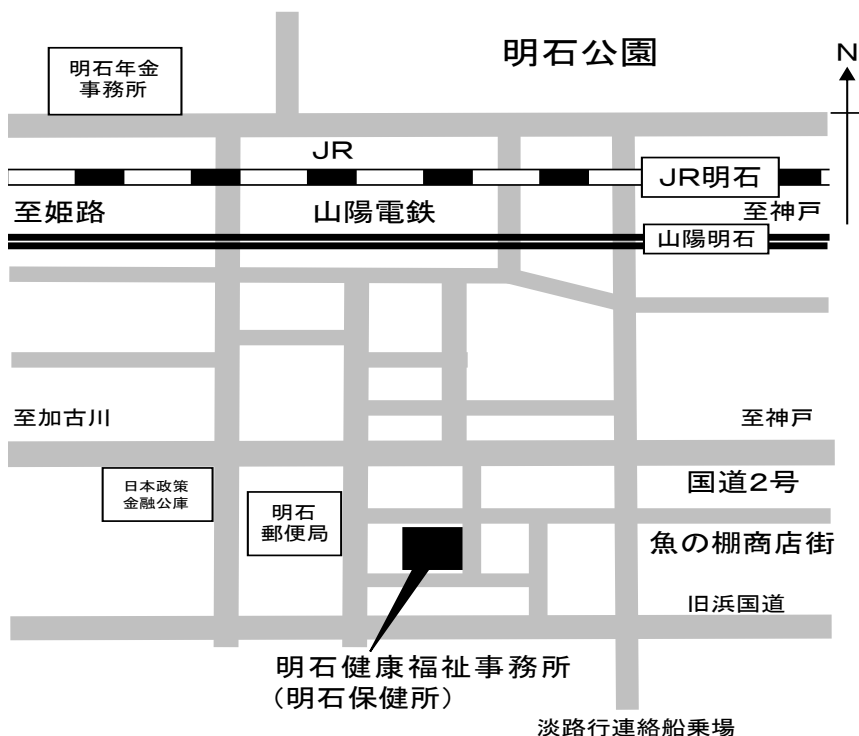 明石公園
N
明石年金
事務所
JR
JR明石
至姫路
山陽電鉄
至神戸
山陽明石
至加古川
至神戸
日本政策
金融公庫
国道2号
明石
郵便局
魚の棚商店街
旧浜国道
明石健康福祉事務所
(明石保健所)
淡路行連絡船乗場